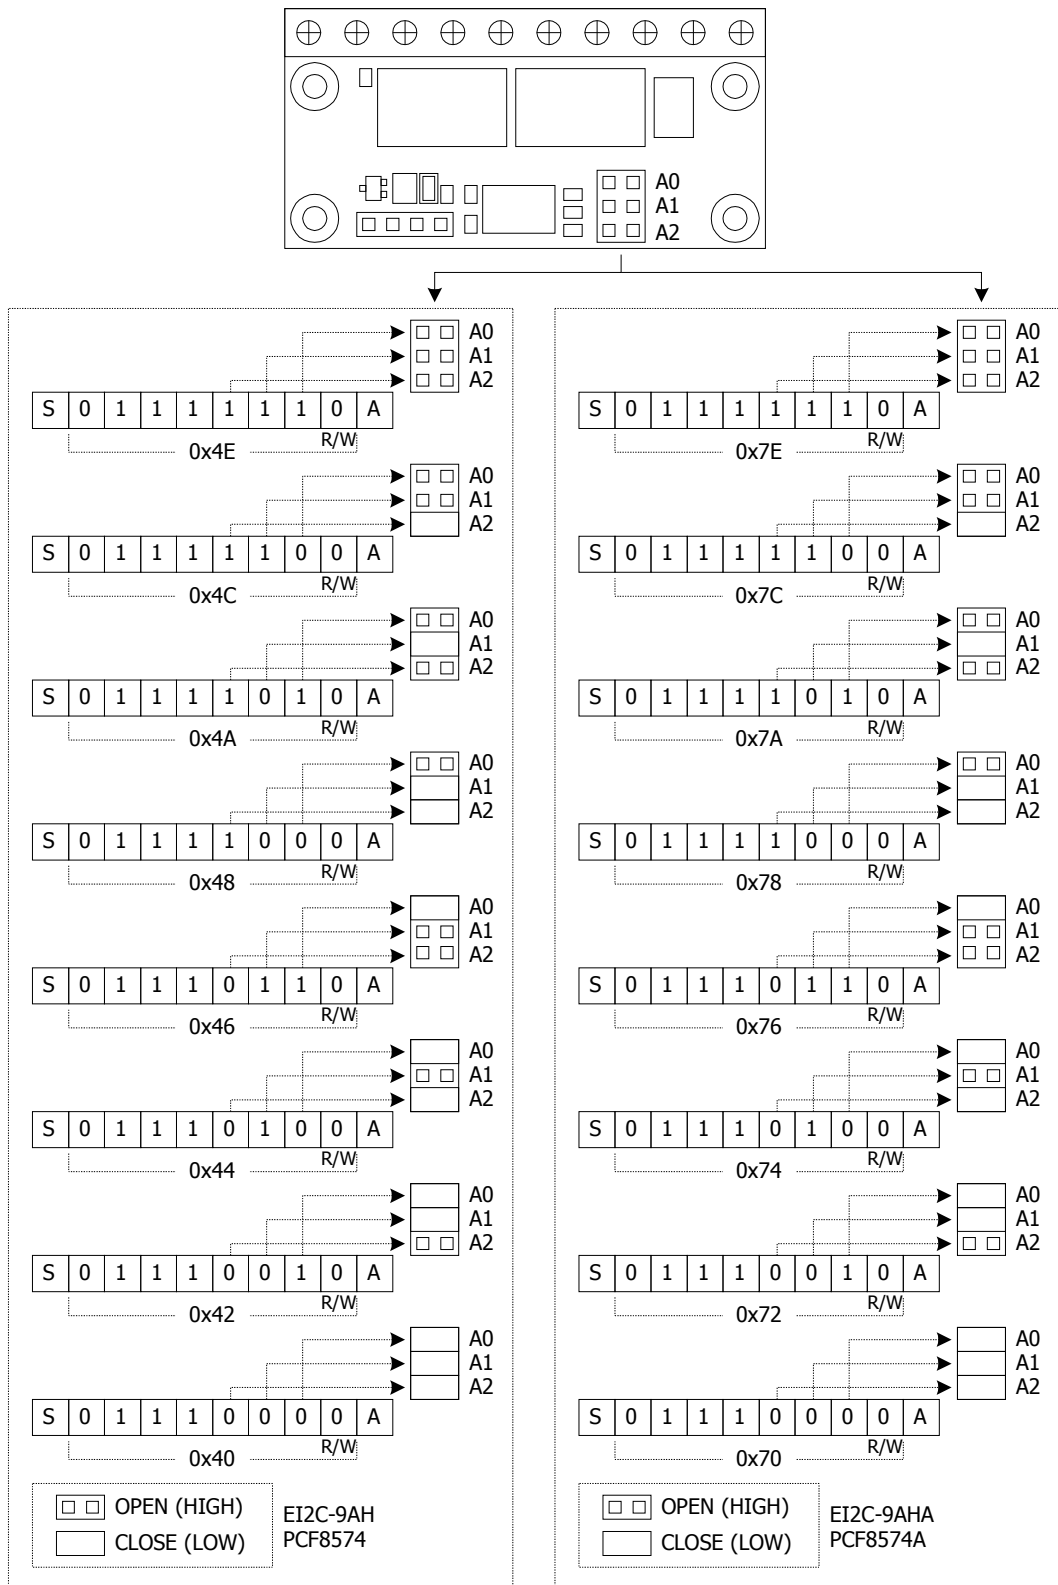 A0
A1
A2
A0
A1
A2
S 0 1 1 1 1 1 1 0 A
R/W
0x4E
A0
A1
A2
S 0 1 1 1 1 1 0 0 A
R/W
0x4C
A0
A1
A2
S 0 1 1 1 1 0 1 0 A
R/W
0x4A
A0
A1
A2
S 0 1 1 1 1 0 0 0 A
R/W
0x48
A0
A1
A2
S 0 1 1 1 0 1 1 0 A
R/W
0x46
A0
A1
A2
S 0 1 1 1 0 1 0 0 A
R/W
0x44
A0
A1
A2
S 0 1 1 1 0 0 1 0 A
R/W
0x42
A0
A1
A2
S 0 1 1 1 0 0 0 0 A
R/W
0x40
OPEN (HIGH)
CLOSE (LOW)
EI2C-9AH
PCF8574
A0
A1
A2
S 0 1 1 1 1 1 1 0 A
R/W
0x7E
A0
A1
A2
S 0 1 1 1 1 1 0 0 A
R/W
0x7C
A0
A1
A2
S 0 1 1 1 1 0 1 0 A
R/W
0x7A
A0
A1
A2
S 0 1 1 1 1 0 0 0 A
R/W
0x78
A0
A1
A2
S 0 1 1 1 0 1 1 0 A
R/W
0x76
A0
A1
A2
S 0 1 1 1 0 1 0 0 A
R/W
0x74
A0
A1
A2
S 0 1 1 1 0 0 1 0 A
R/W
0x72
A0
A1
A2
S 0 1 1 1 0 0 0 0 A
R/W
0x70
OPEN (HIGH)
CLOSE (LOW)
EI2C-9AHA
PCF8574A